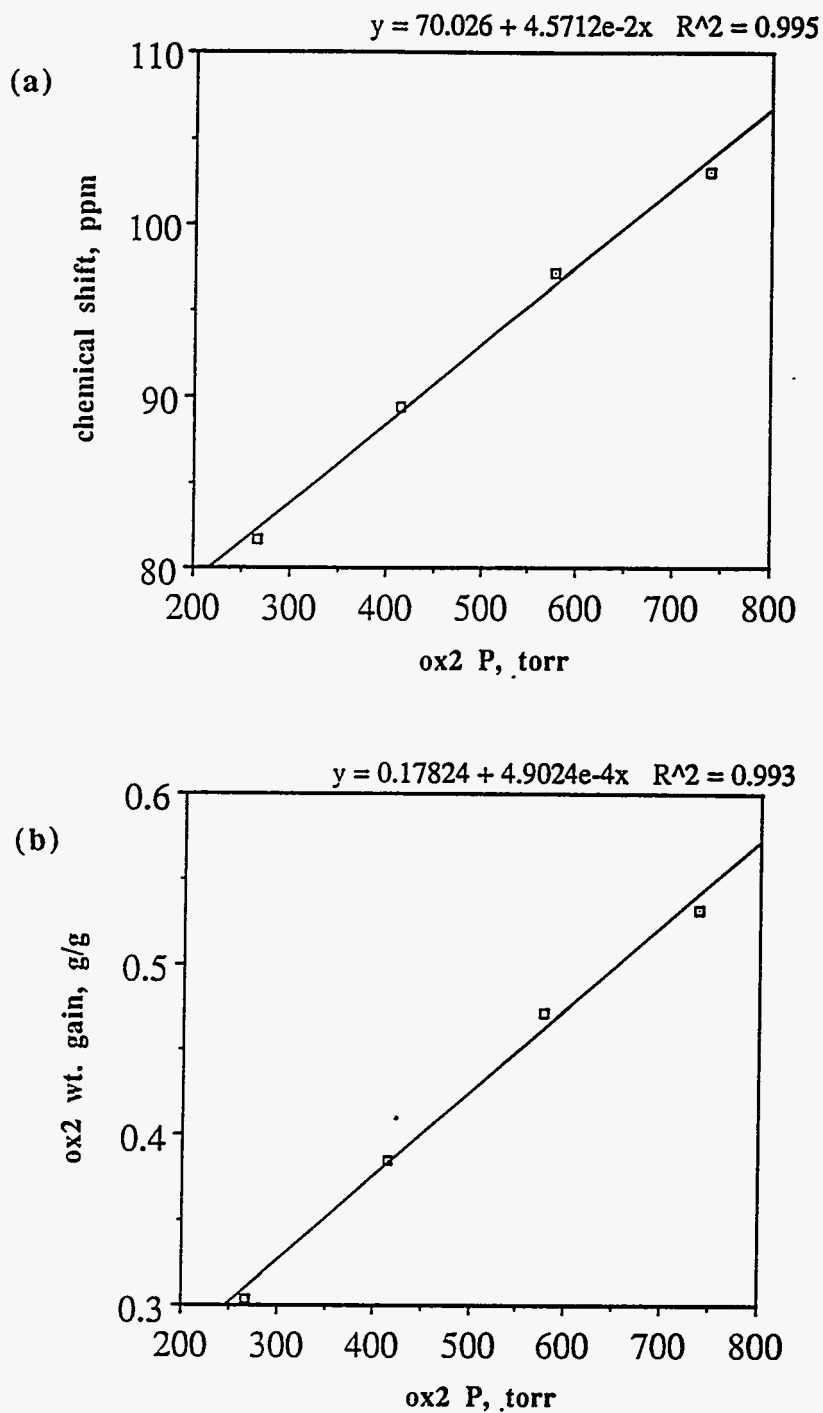 y = 70.026 + 4.5712e-2x R^2 = 0.995
(a)
110
100
90
80
chemical shift, ppm
200 300 400 500 600 700 800
ox2 P, torr
y = 0.17824 + 4.9024e-4x R^2 = 0.993
(b)
0.6
0.5
0.4
0.3
ox2 wt. gain, g/g
200 300 400 500 600 700 800
ox2 P, torr